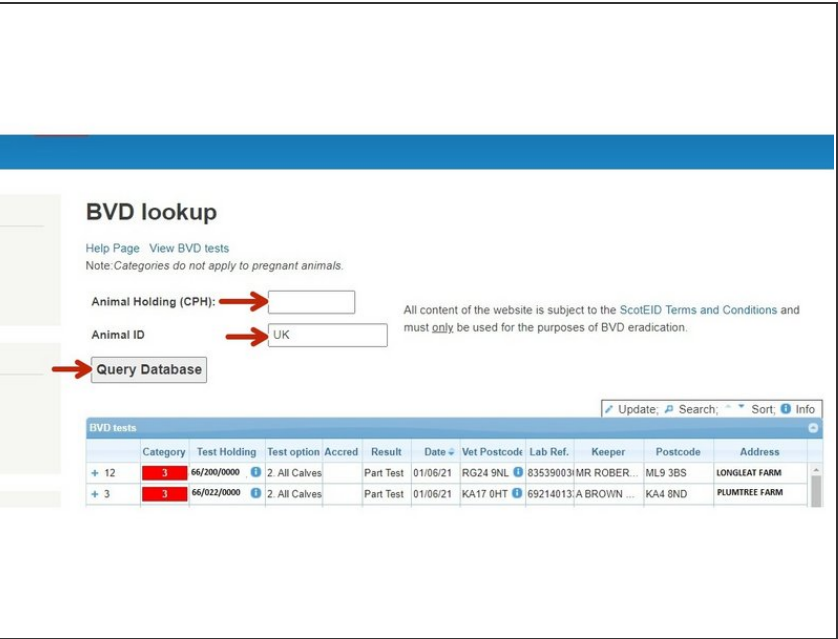 BVD lookup
Help Page View BVD tests
Note:Categories do not apply to pregnant animals.
Animal Holding (CPH):
Animal ID UK
Query Database
All content of the website is subject to the ScotEID Terms and Conditions and
must only be used for the purposes of BVD eradication.
Update; Search; Sort; Info
BVD tests
Category Test Holding Test option Accred Result Date Vet Postcode Lab Ref. Keeper Postcode Address
+ 12 3 66/200/0000 2. All Calves Part Test 01/06/21 RG24 9NL 8353900 MR ROBER... ML9 3BS LONGLEAT FARM
+ 3 3 66/022/0000 2. All Calves Part Test 01/06/21 KA17 0HT 6921401 A BROWN ... KA4 8ND PLUMTREE FARM